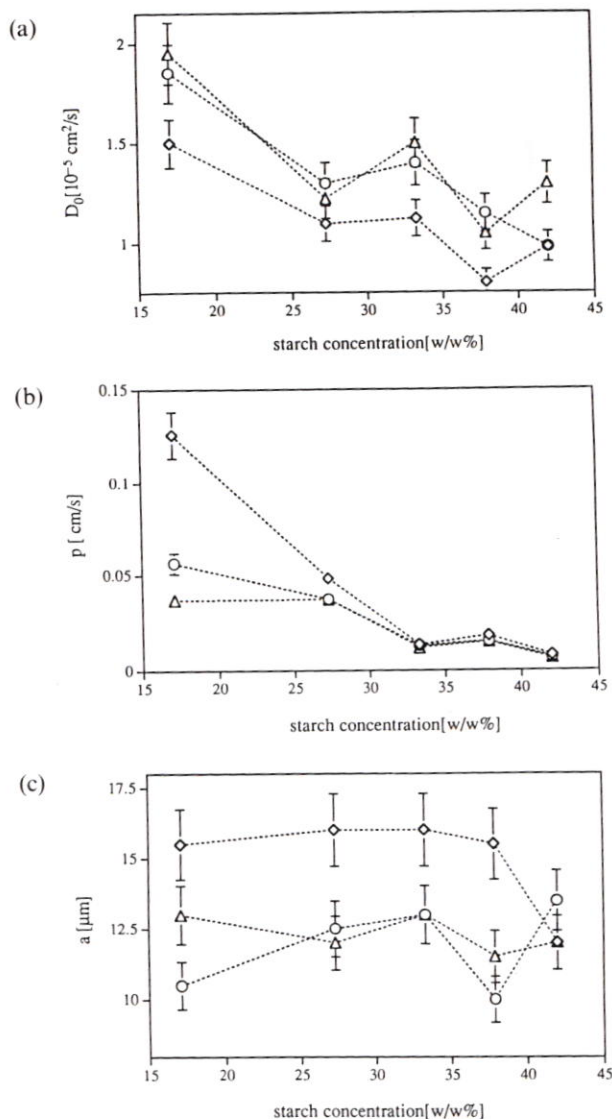 (a)
2
1.5
1
D₀[10⁻⁵ cm²/s]
15 20 25 30 35 40 45
starch concentration[w/w%]
(b)
0.15
0.1
0.05
0
p [ cm/s]
15 20 25 30 35 40 45
starch concentration[w/w%]
(c)
17.5
15
12.5
10
a [µm]
15 20 25 30 35 40 45
starch concentration[w/w%]